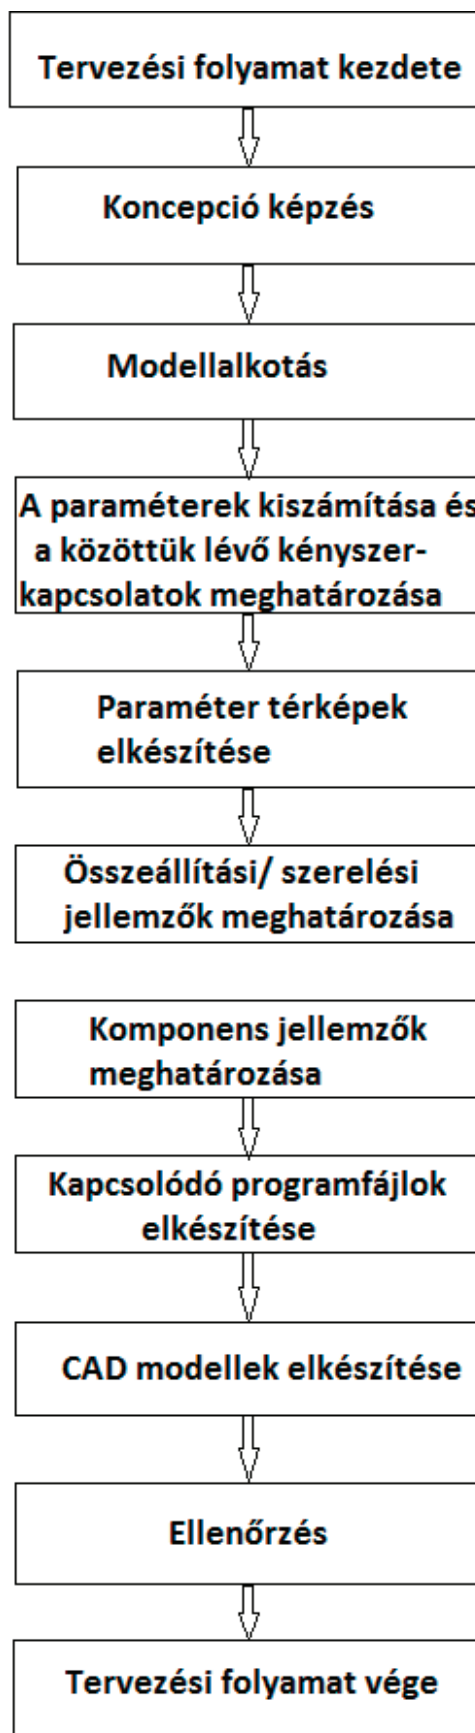 Tervezési folyamat kezdete
Koncepció képzés
Modellalkotás
A paraméterek kiszámítása és
a közöttük lévő kényszer-
kapcsolatok meghatározása
Paraméter térképek
elkészítése
Összeállítási/ szerelési
jellemzők meghatározása
Komponens jellemzők
meghatározása
Kapcsolódó programfájlok
elkészítése
CAD modellek elkészítése
Ellenőrzés
Tervezési folyamat vége